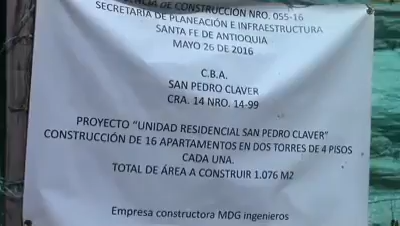 LICENCIA DE CONSTRUCCIÓN NRO. 055-16
SECRETARIA DE PLANEACIÓN E INFRAESTRUCTURA
SANTA FE DE ANTIOQUIA
MAYO 26 DE 2016
C.B.A.
SAN PEDRO CLAVER
CRA. 14 NRO. 14-99
PROYECTO "UNIDAD RESIDENCIAL SAN PEDRO CLAVER"
CONSTRUCCIÓN DE 16 APARTAMENTOS EN DOS TORRES DE 4 PISOS
CADA UNA.
TOTAL DE ÁREA A CONSTRUIR 1.076 M2
Empresa constructora MDG ingenieros